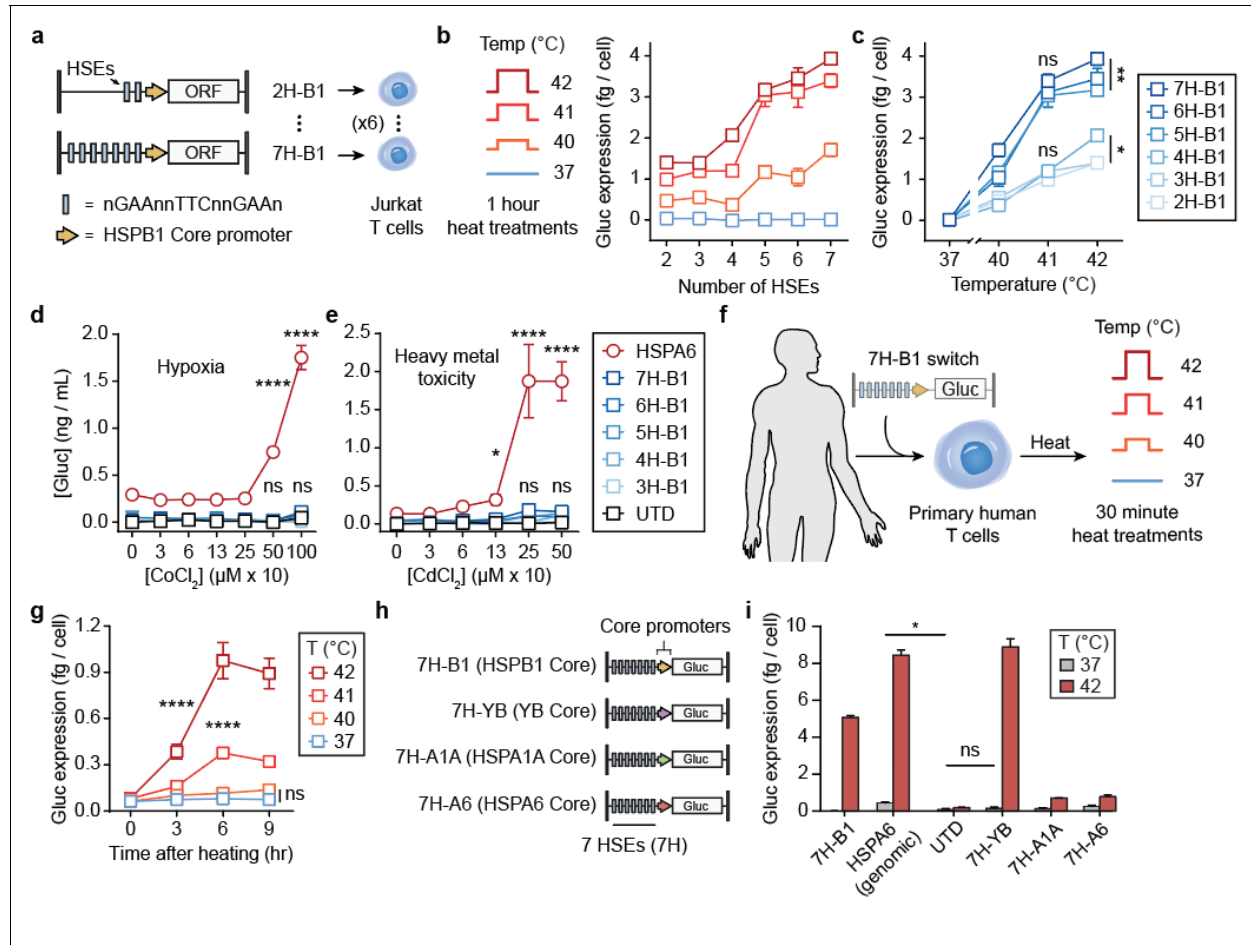 a
HSEs
ORF
2H-B1
(x6)
ORF
7H-B1
= nGAAnnTTCnnGAAn
= HSPB1 Core promoter
Jurkat
T cells
b
Temp (°C)
42
41
40
37
1 hour
heat treatments
Gluc expression (fg / cell)
4
3
2
1
0
2 3 4 5 6 7
Number of HSEs
c
Gluc expression (fg / cell)
4
3
2
1
0
ns
**
ns
*
37 40 41 42
Temperature (°C)
7H-B1
6H-B1
5H-B1
4H-B1
3H-B1
2H-B1
d
[Gluc] (ng / mL)
2.0
1.5
1.0
0.5
0.0
Hypoxia
****
****
ns ns
0 3 6 13 25 50 100
[CoCl2] (µM x 10)
e
2.5
2.0
1.5
1.0
0.5
0.0
Heavy metal
toxicity
****
****
*
ns ns
0 3 6 13 25 50
[CdCl2] (µM x 10)
HSPA6
7H-B1
6H-B1
5H-B1
4H-B1
3H-B1
UTD
f
7H-B1 switch
Gluc
Heat
Primary human
T cells
Temp (°C)
42
41
40
37
30 minute
heat treatments
g
Gluc expression (fg / cell)
1.2
0.9
0.6
0.3
0.0
****
****
ns
0 3 6 9
Time after heating (hr)
T (°C)
42
41
40
37
h
Core promoters
7H-B1 (HSPB1 Core)
Gluc
7H-YB (YB Core)
Gluc
7H-A1A (HSPA1A Core)
Gluc
7H-A6 (HSPA6 Core)
Gluc
7 HSEs (7H)
i
Gluc expression (fg / cell)
10
8
6
4
2
0
*
ns
T (°C)
37
42
7H-B1
HSPA6
(genomic)
UTD
7H-YB
7H-A1A
7H-A6